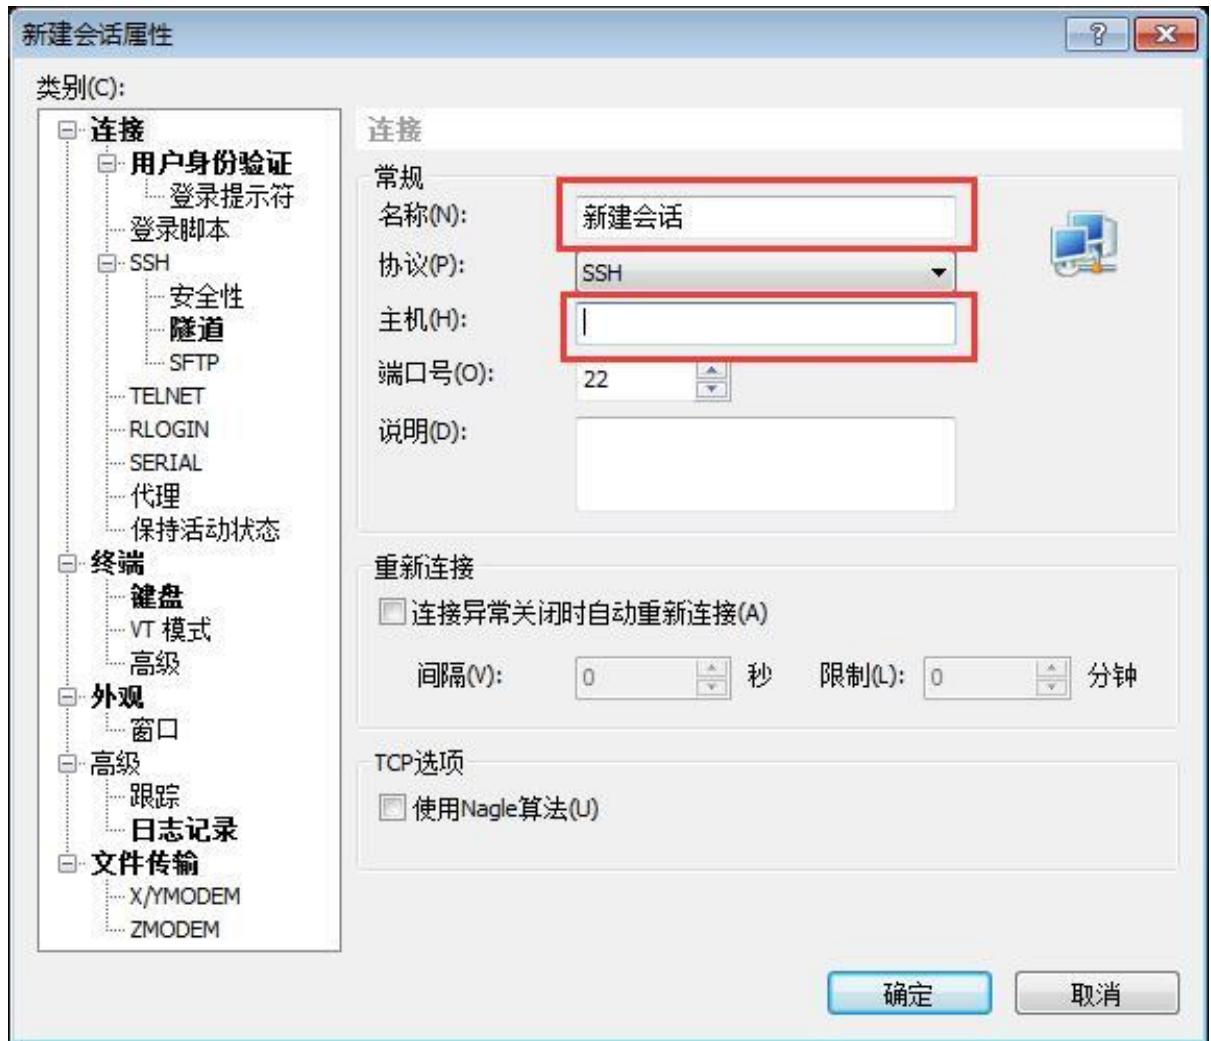 新建会话属性
类别(C):
连接
用户身份验证
登录提示符
登录脚本
SSH
安全性
隧道
SFTP
TELNET
RLOGIN
SERIAL
代理
保持活动状态
终端
键盘
VT 模式
高级
外观
窗口
高级
跟踪
日志记录
文件传输
X/YMODEM
ZMODEM
连接
常规
名称(N): 新建会话
协议(P): SSH
主机(H):
端口号(O): 22
说明(D):
重新连接
连接异常关闭时自动重新连接(A)
间隔(V): 0 秒 限制(L): 0 分钟
TCP选项
使用Nagle算法(U)
确定 取消